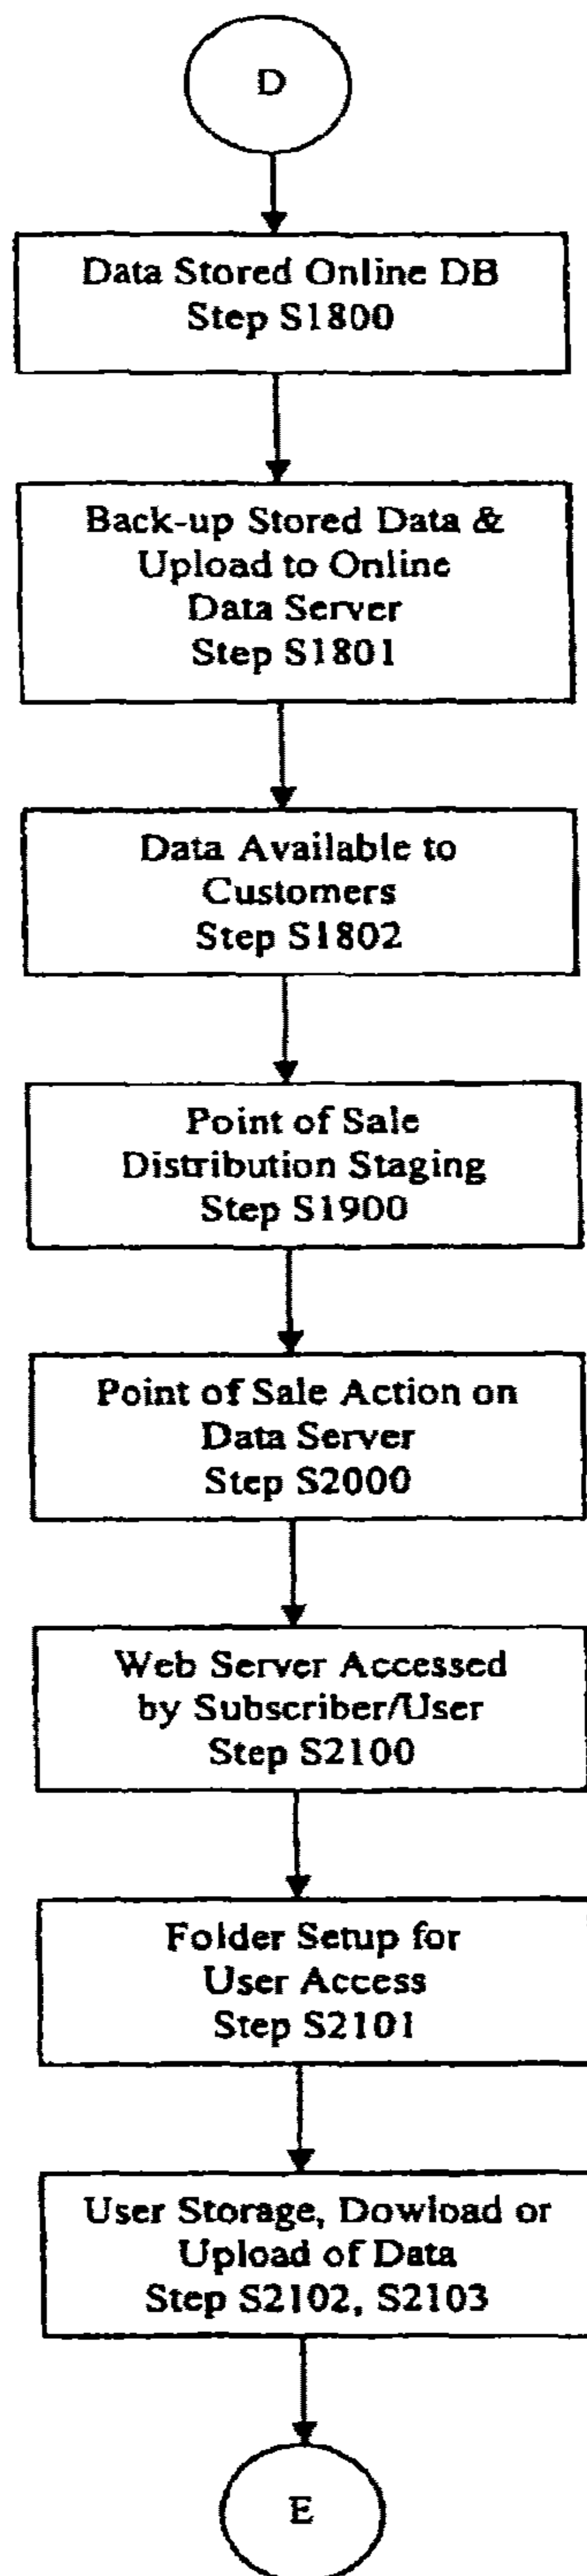 D
Data Stored Online DB
Step S1800
Back-up Stored Data &
Upload to Online
Data Server
Step S1801
Data Available to
Customers
Step S1802
Point of Sale
Distribution Staging
Step S1900
Point of Sale Action on
Data Server
Step S2000
Web Server Accessed
by Subscriber/User
Step S2100
Folder Setup for
User Access
Step S2101
User Storage, Dowload or
Upload of Data
Step S2102, S2103
E